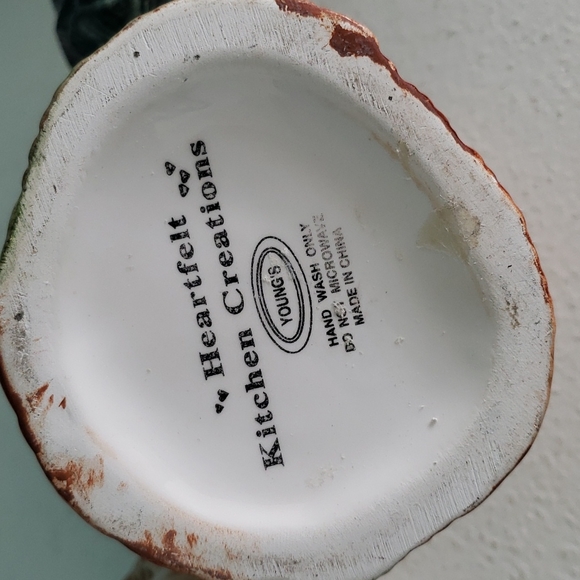 Heartfelt
Kitchen Creations
YOUNG'S
HAND WASH ONLY
DO NOT MICROWAVE
MADE IN CHINA